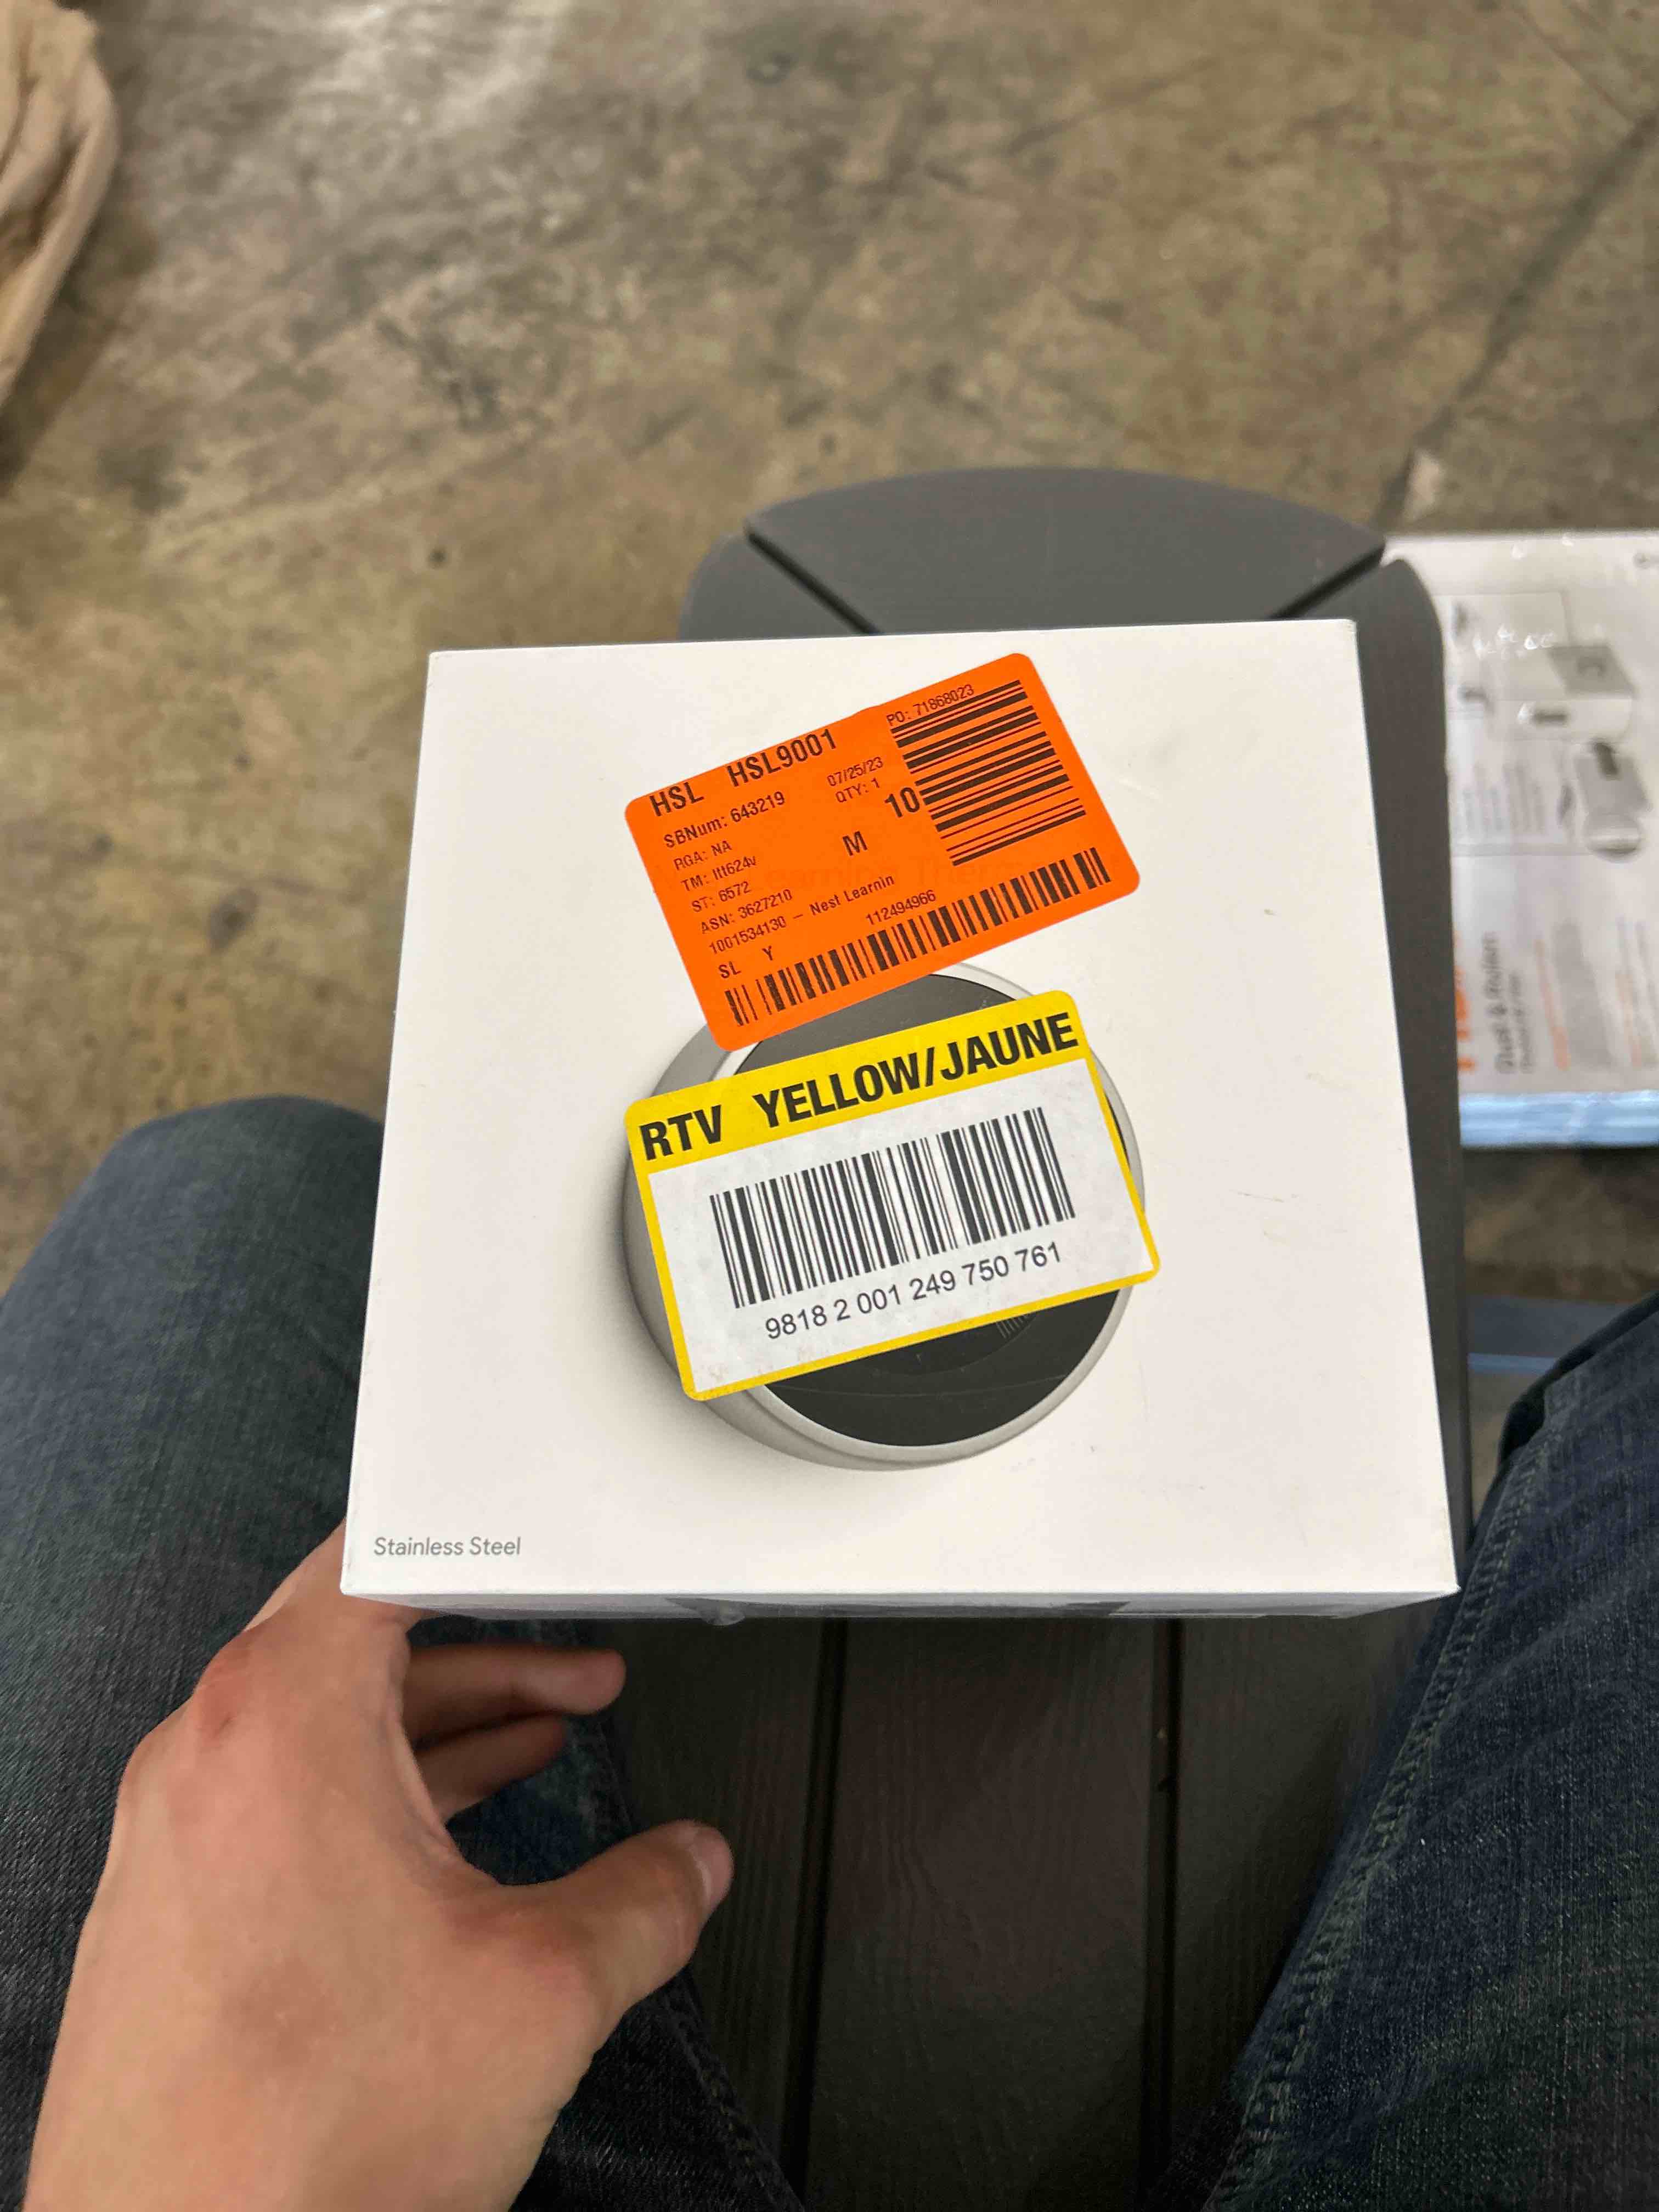 HSL HSL9001
PO: 71868023
SBNum: 643219
07/25/23
RGA: NA
QTY: 1
TM: ltt624v
M 10
ST: 6572
ASN: 3627210
1001534130 — Nest Learnin
SL Y
112494966
RTV YELLOW/JAUNE
9818 2 001 249 750 761
Stainless Steel